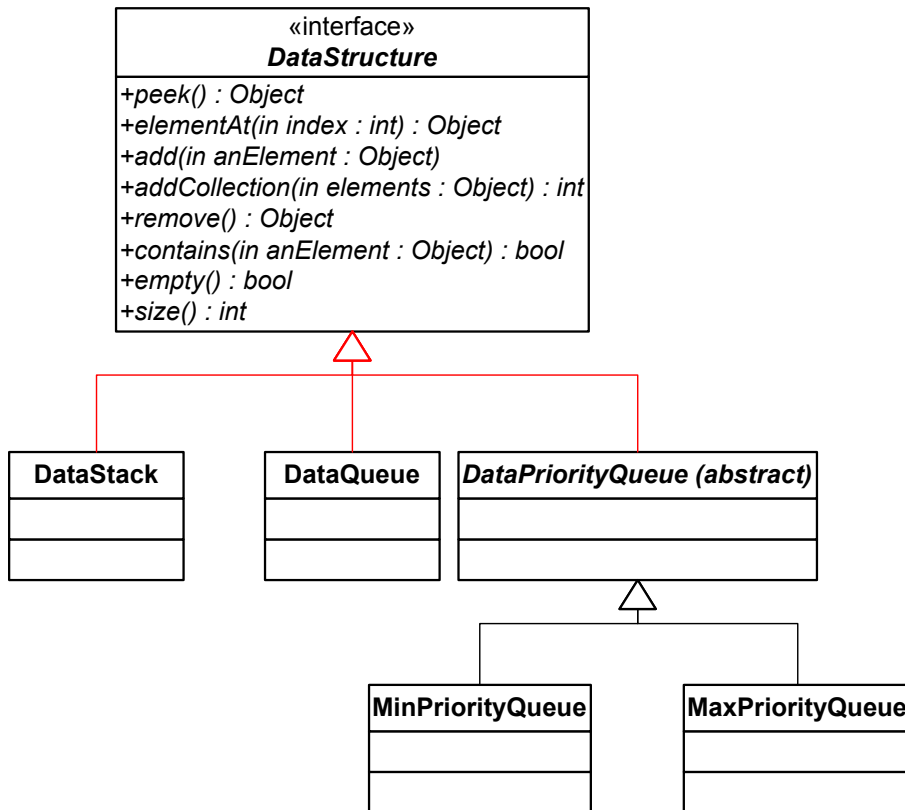 «interface»
DataStructure
+peek() : Object
+elementAt(in index : int) : Object
+add(in anElement : Object)
+addCollection(in elements : Object) : int
+remove() : Object
+contains(in anElement : Object) : bool
+empty() : bool
+size() : int
DataStack
DataQueue
DataPriorityQueue (abstract)
MinPriorityQueue
MaxPriorityQueue